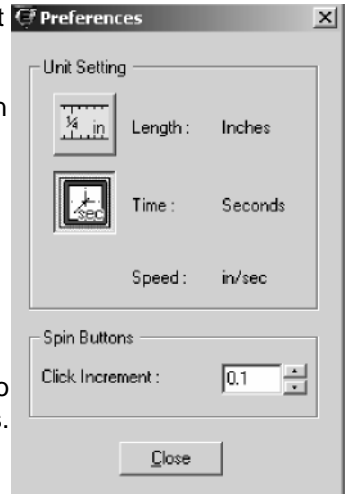 t
Preferences
Unit Setting
n
¼ in
Length : Inches
sec
Time : Seconds
Speed : in/sec
Spin Buttons
o
Click Increment : 0.1
s.
Close